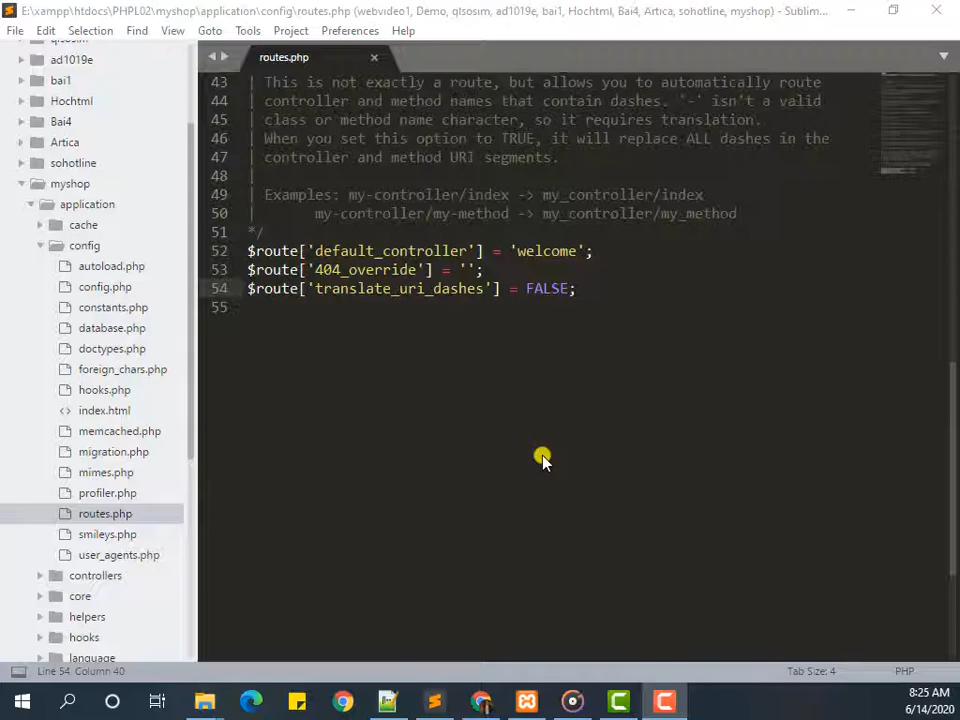 E:\xampp\htdocs\PHPL02\myshop\application\config\routes.php (webvideo1, Demo, qlsosim, ad1019e, bai1, Hochtml, Bai4, Artica, sohotline, myshop) - Sublim...
File Edit Selection Find View Goto Tools Project Preferences Help
routes.php
ad1019e
bai1
Hochtml
Bai4
Artica
sohotline
myshop
application
cache
config
autoload.php
config.php
constants.php
database.php
doctypes.php
foreign_chars.php
hooks.php
index.html
memcached.php
migration.php
mimes.php
profiler.php
routes.php
smileys.php
user_agents.php
controllers
core
helpers
hooks
language
43 | This is not exactly a route, but allows you to automatically route
44 | controller and method names that contain dashes. '-' isn't a valid
45 | class or method name character, so it requires translation.
46 | When you set this option to TRUE, it will replace ALL dashes in the
47 | controller and method URI segments.
48 |
49 | Examples: my-controller/index -> my_controller/index
50 | my-controller/my-method -> my_controller/my_method
51 */
52 $route['default_controller'] = 'welcome';
53 $route['404_override'] = '';
54 $route['translate_uri_dashes'] = FALSE;
55
Line 54 Column 40 Tab Size: 4 PHP
8:25 AM
6/14/2020